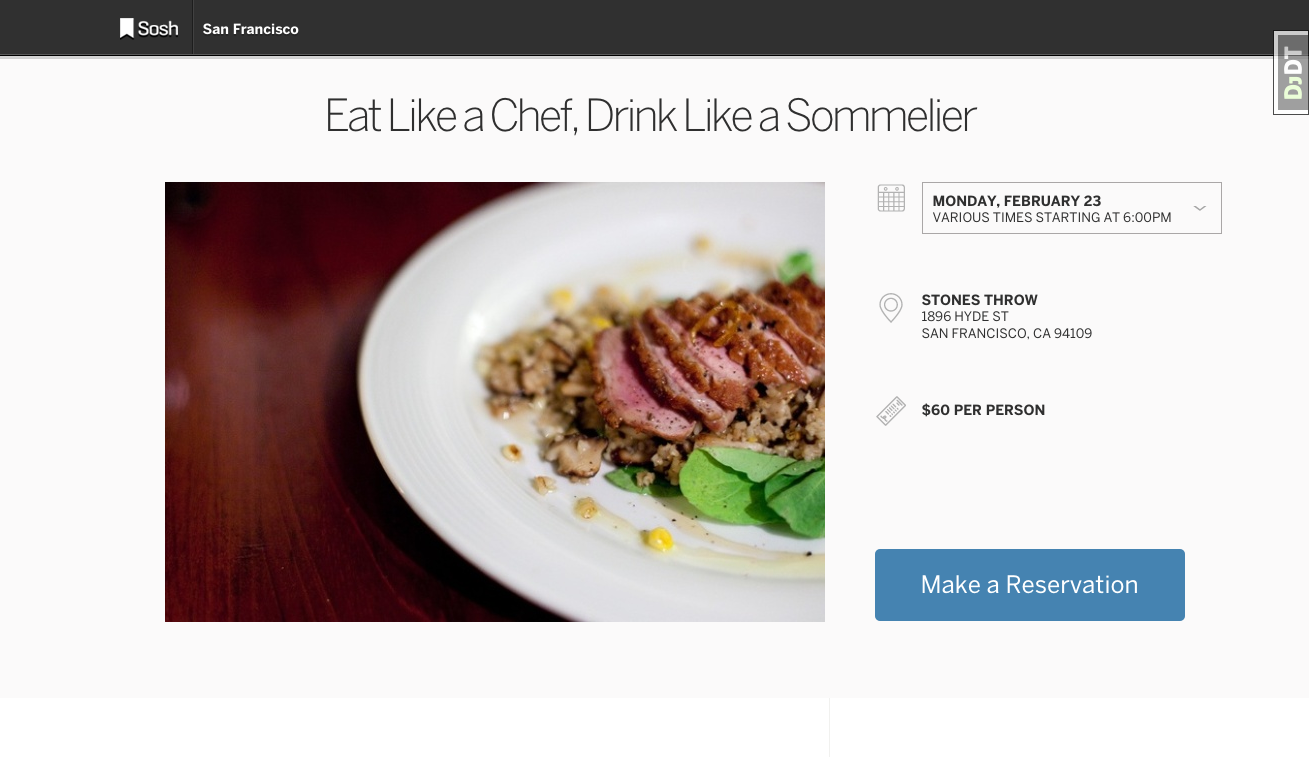 Sosh
San Francisco
DJDT
Eat Like a Chef, Drink Like a Sommelier
MONDAY, FEBRUARY 23
VARIOUS TIMES STARTING AT 6:00PM
STONES THROW
1896 HYDE ST
SAN FRANCISCO, CA 94109
$60 PER PERSON
Make a Reservation